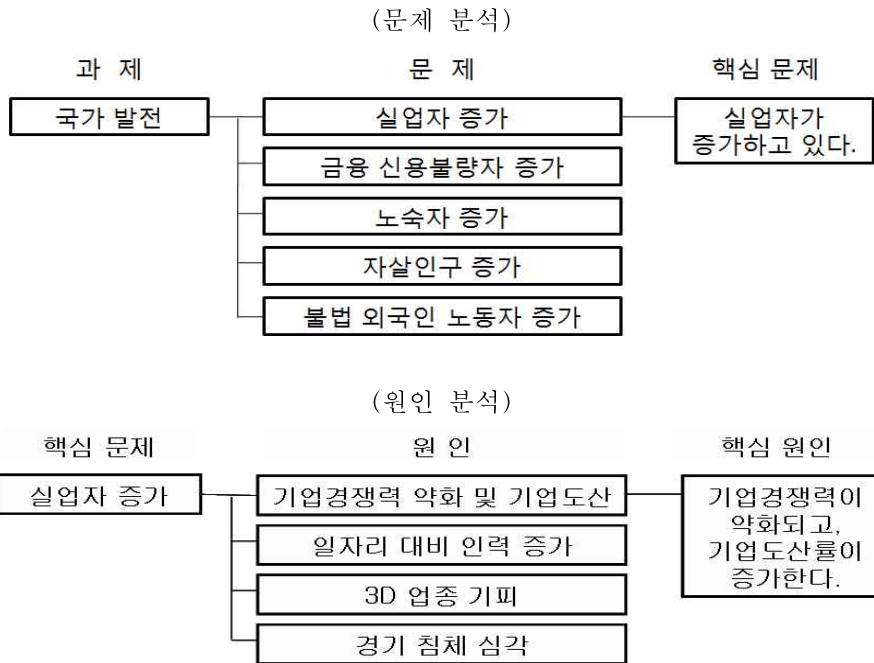 (문제 분석)
과 제 문 제 핵심 문제
국가 발전 실업자 증가 실업자가
증가하고 있다.
금융 신용불량자 증가
노숙자 증가
자살인구 증가
불법 외국인 노동자 증가
(원인 분석)
핵심 문제 원 인 핵심 원인
실업자 증가 기업경쟁력 약화 및 기업도산 기업경쟁력이
약화되고,
일자리 대비 인력 증가 기업도산률이
증가한다.
3D 업종 기피
경기 침체 심각